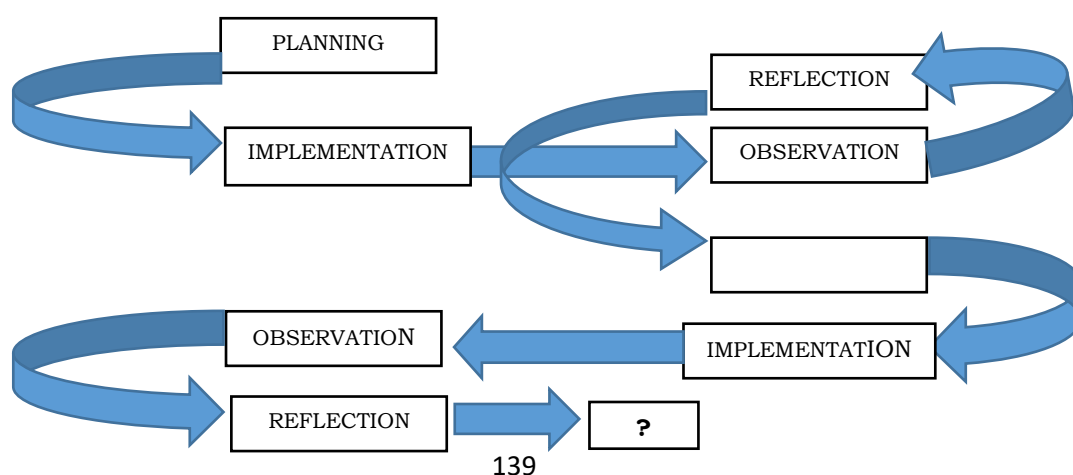 PLANNING
REFLECTION
IMPLEMENTATION
OBSERVATION
OBSERVATION
IMPLEMENTATION
REFLECTION
?
139